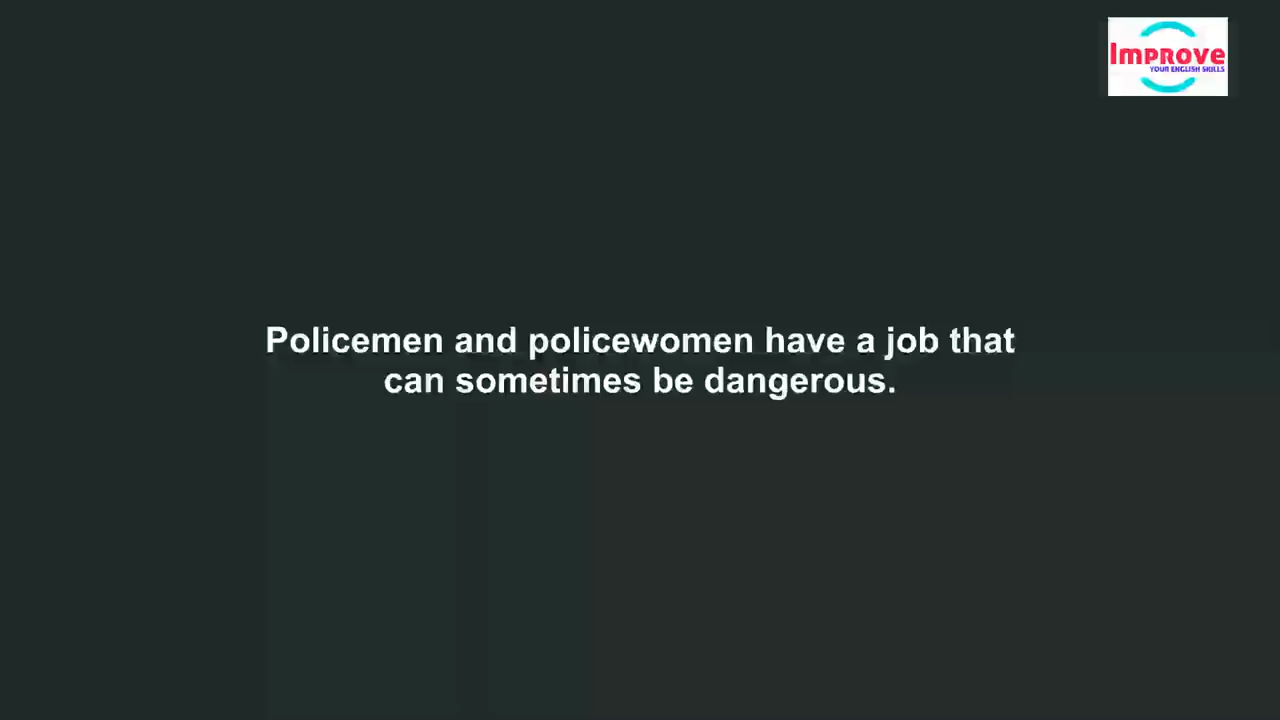 Improve
YOUR ENGLISH SKILLS
Policemen and policewomen have a job that
can sometimes be dangerous.